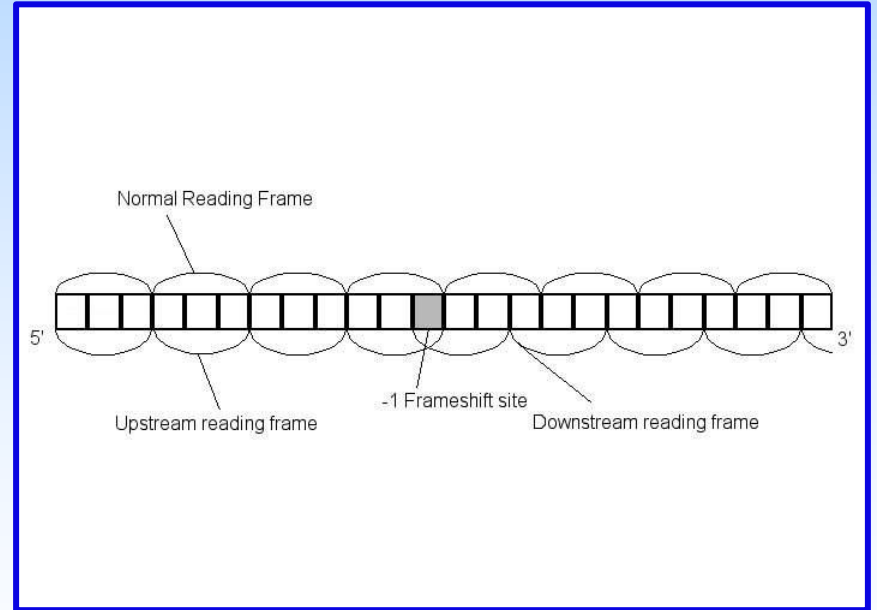 Normal Reading Frame
5'
3'
-1 Frameshift site
Upstream reading frame
Downstream reading frame